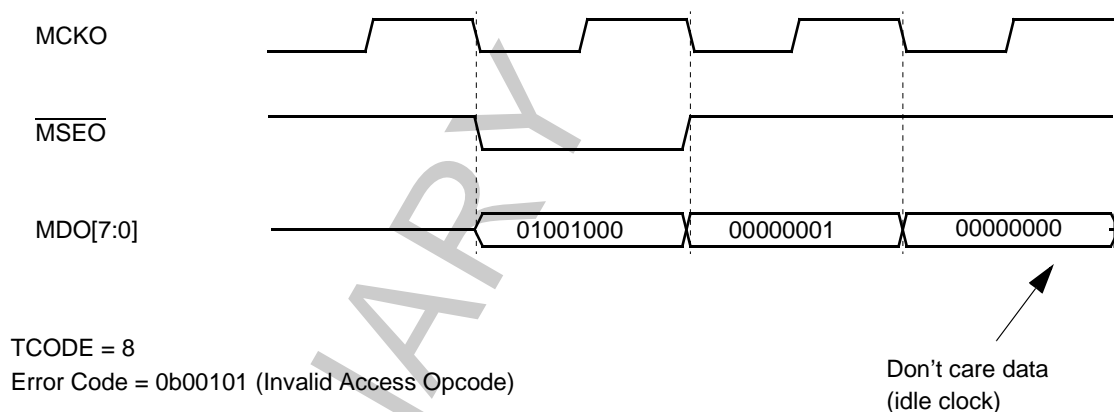 MCKO
MSEO
MDO[7:0]
01001000
00000001
00000000
TCODE = 8
Error Code = 0b00101 (Invalid Access Opcode)
Don't care data
(idle clock)